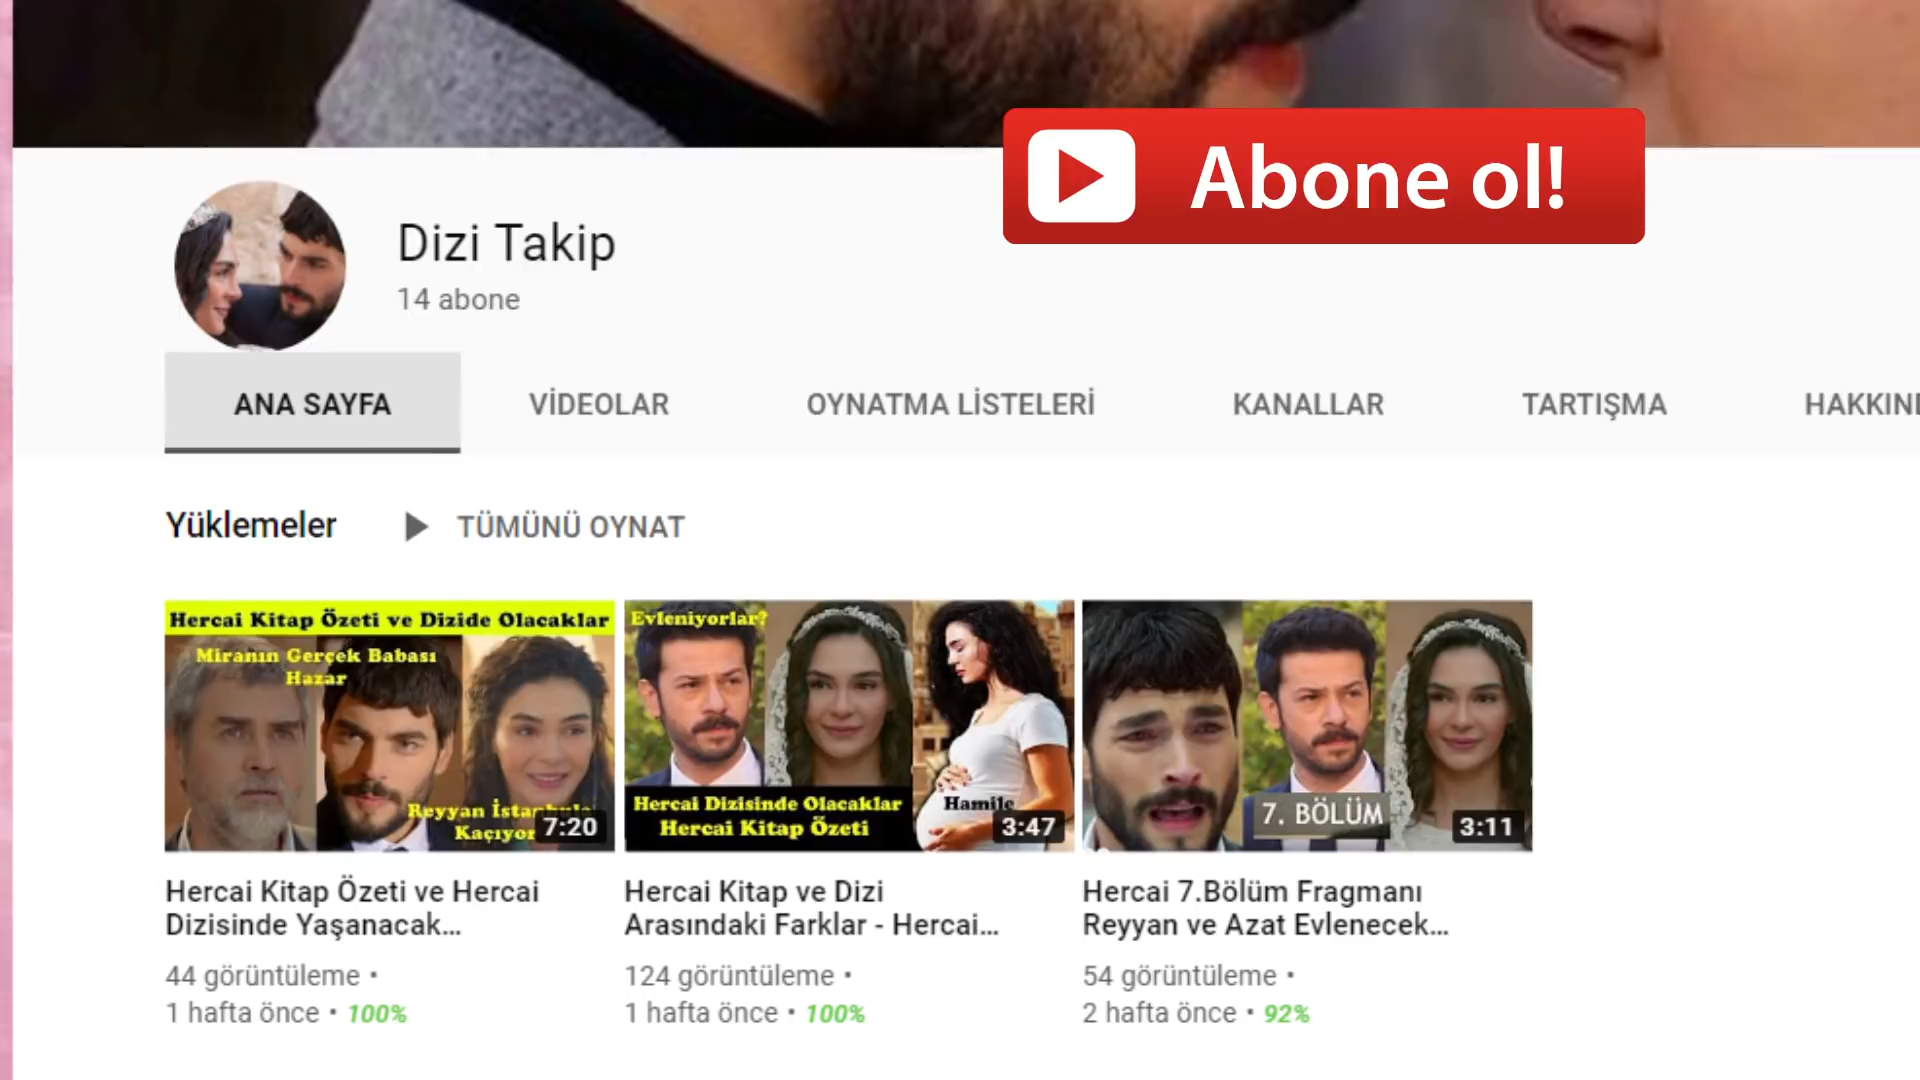 Abone ol!
Dizi Takip
14 abone
ANA SAYFA
VİDEOLAR
OYNATMA LİSTELERİ
KANALLAR
TARTIŞMA
Yüklemeler
TÜMÜNÜ OYNAT
Hercai Kitap Özeti ve Dizide Olacaklar
Miranın Gerçek Babası
Hazar
Reyyan
Kaçıyor
7:20
Hercai Kitap Özeti ve Hercai
Dizisinde Yaşanacak...
44 görüntüleme •
1 hafta önce • 100%
Evleniyorlar?
Hercai Dizisinde Olacaklar
Hercai Kitap Özeti
Hamile
3:47
Hercai Kitap ve Dizi
Arasındaki Farklar - Hercai...
124 görüntüleme •
1 hafta önce • 100%
7. BÖLÜM
3:11
Hercai 7.Bölüm Fragmanı
Reyyan ve Azat Evlenecek...
54 görüntüleme •
2 hafta önce • 92%